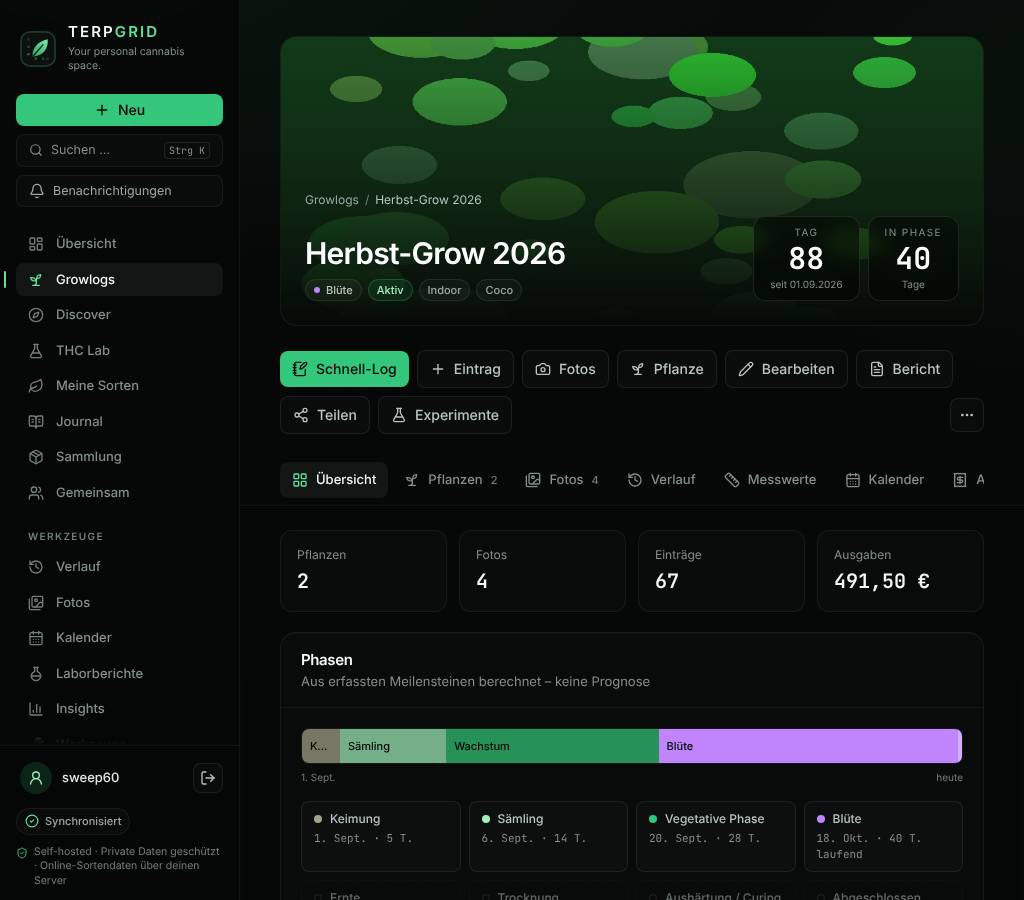 TERPGRID
Your personal cannabis
space.
Neu
Suchen ...
Strg K
Benachrichtigungen
Übersicht
Growlogs
Discover
THC Lab
Meine Sorten
Journal
Sammlung
Gemeinsam
WERKZEUGE
Verlauf
Fotos
Kalender
Laborberichte
Insights
sweep60
Synchronisiert
Self-hosted · Private Daten geschützt
· Online-Sortendaten über deinen
Server
Growlogs / Herbst-Grow 2026
Herbst-Grow 2026
Blüte
Aktiv
Indoor
Coco
TAG
88
seit 01.09.2026
IN PHASE
40
Tage
Schnell-Log
Eintrag
Fotos
Pflanze
Bearbeiten
Bericht
Teilen
Experimente
Übersicht
Pflanzen 2
Fotos 4
Verlauf
Messwerte
Kalender
A
Pflanzen
2
Fotos
4
Einträge
67
Ausgaben
491,50 €
Phasen
Aus erfassten Meilensteinen berechnet – keine Prognose
K...
Sämling
Wachstum
Blüte
1. Sept.
heute
Keimung
1. Sept. · 5 T.
Sämling
6. Sept. · 14 T.
Vegetative Phase
20. Sept. · 28 T.
Blüte
18. Okt. · 40 T.
laufend
Ernte
Trocknung
Aushärtung / Curing
Abgeschlossen